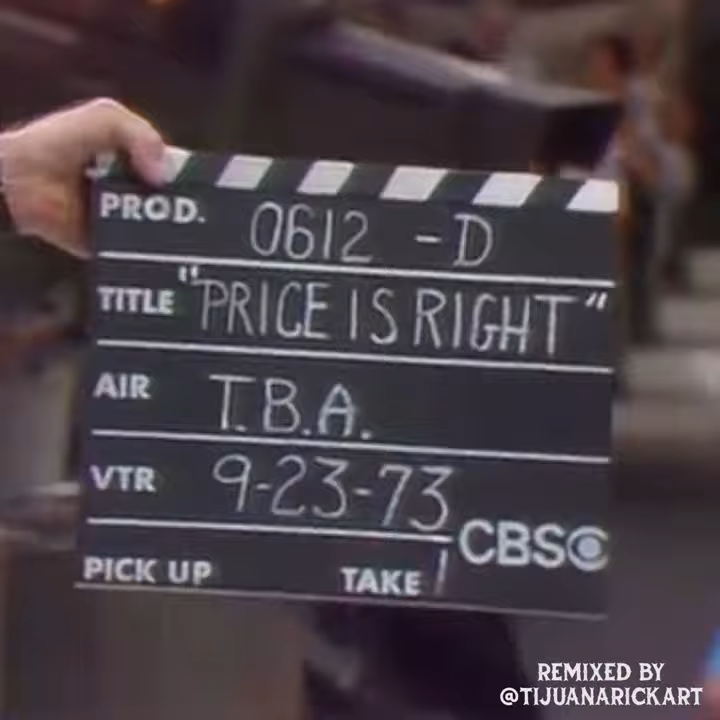 PROD. 0612 - D
TITLE "PRICE IS RIGHT"
AIR T.B.A.
VTR 9-23-73
CBS
PICK UP TAKE 1
REMIXED BY
@TIJUANARICKART